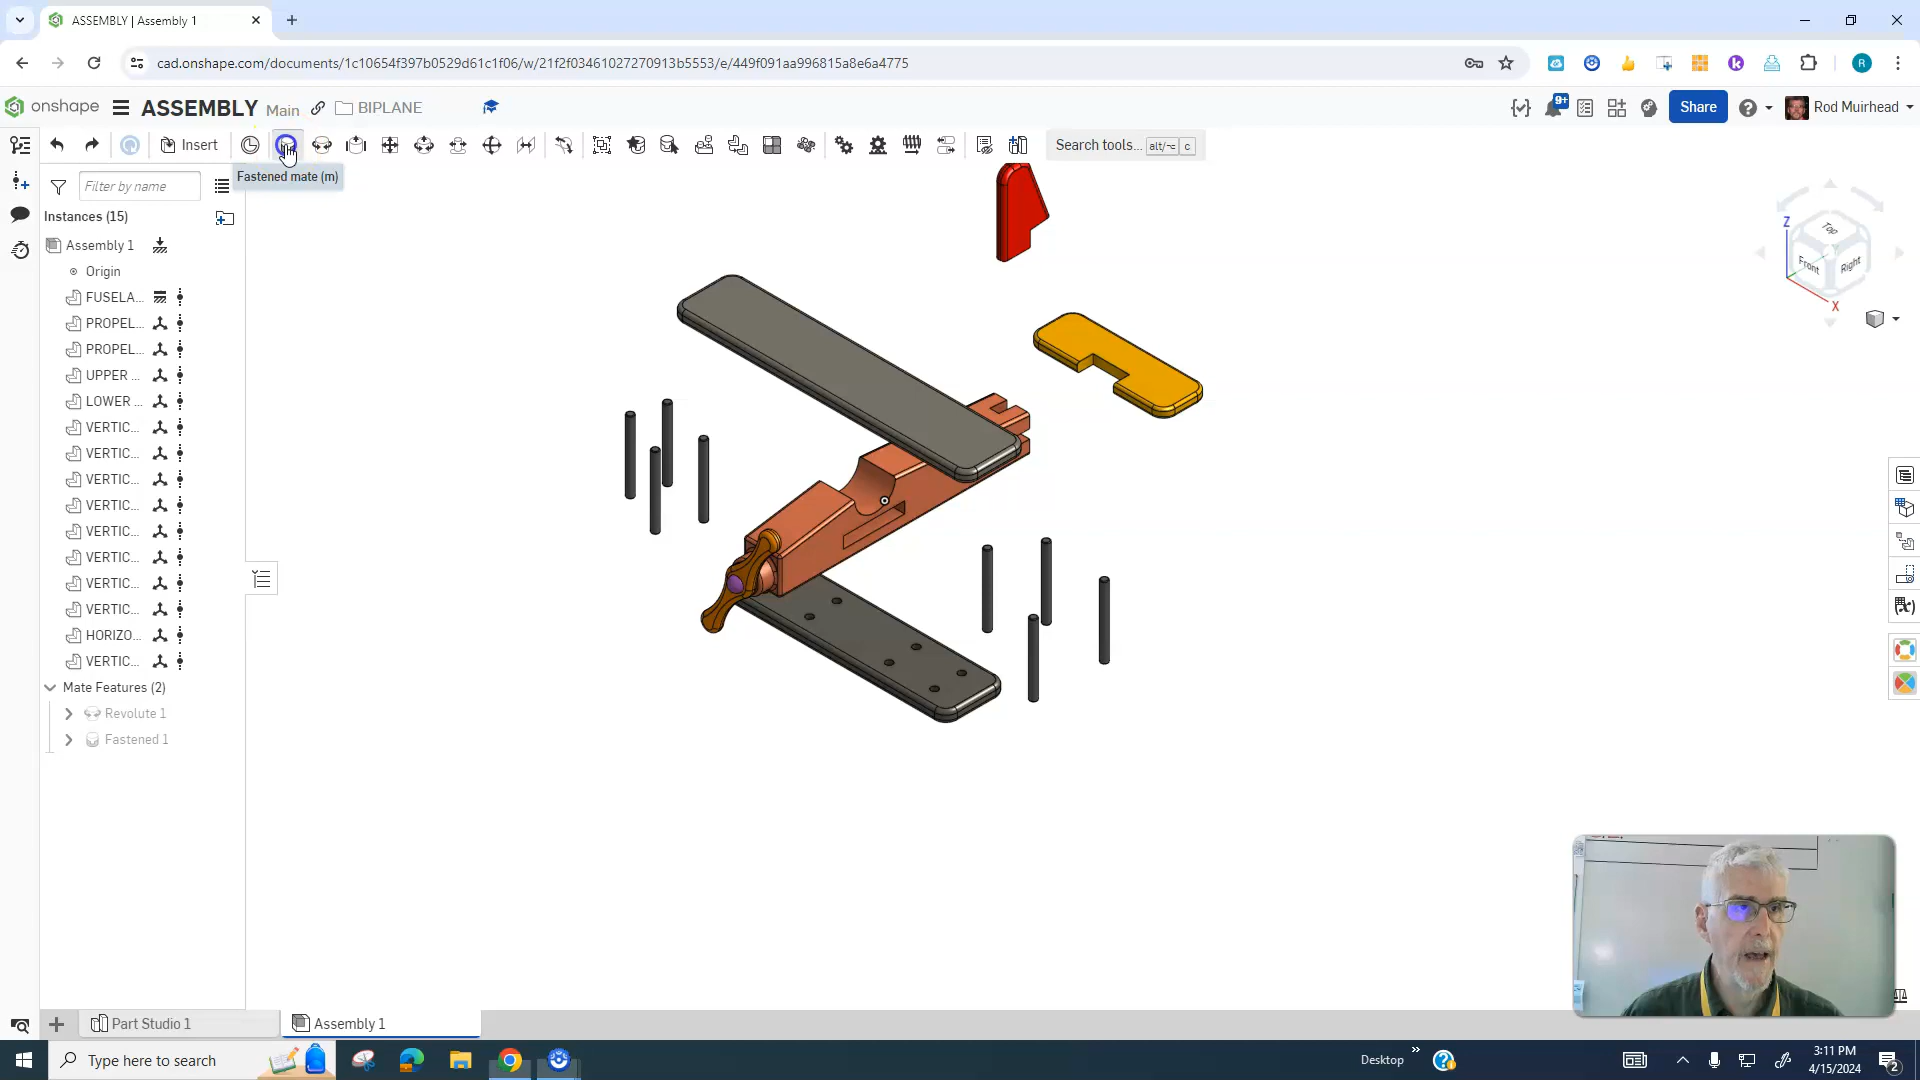 ASSEMBLY | Assembly 1
cad.onshape.com/documents/1c10654f397b0529d61c1f06/w/21f2f03461027270913b5553/e/449f091aa996815a8e6a4775
R
onshape
ASSEMBLY
Main
BIPLANE
9+
Share
Rod Muirhead
Insert
Search tools...
alt/⌥
c
Fastened mate (m)
Filter by name
Instances (15)
Assembly 1
Origin
FUSELA...
PROPEL...
PROPEL...
UPPER ...
LOWER ...
VERTIC...
VERTIC...
VERTIC...
VERTIC...
VERTIC...
VERTIC...
VERTIC...
VERTIC...
HORIZO...
VERTIC...
Mate Features (2)
Revolute 1
Fastened 1
Z
Top
Front
Right
X
(x)
Part Studio 1
Assembly 1
Type here to search
Desktop
3:11 PM
4/15/2024
2